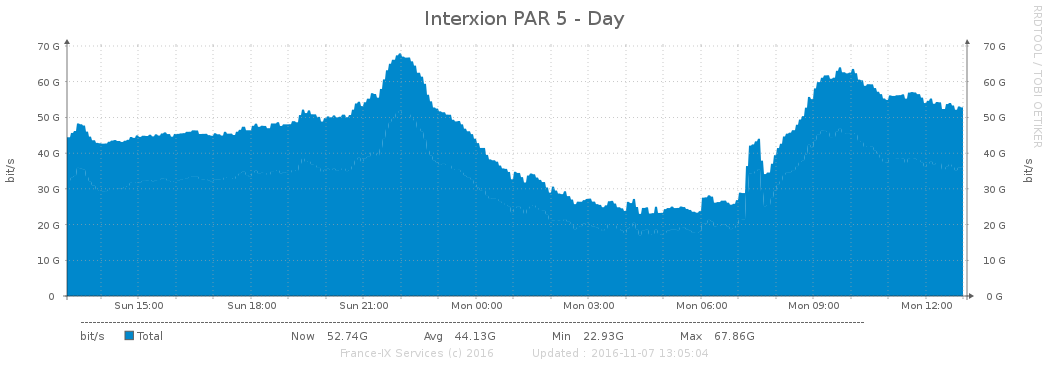 Interxion PAR 5 - Day
RRDTOOL / TOBI OETIKER
70 G 70 G
60 G 60 G
50 G 50 G
40 G 40 G
30 G 30 G
20 G 20 G
10 G 10 G
0 0 G
bit/s bit/s
Sun 15:00 Sun 18:00 Sun 21:00 Mon 00:00 Mon 03:00 Mon 06:00 Mon 09:00 Mon 12:00
bit/s Total Now 52.74G Avg 44.13G Min 22.93G Max 67.86G
France-IX Services (c) 2016 Updated : 2016-11-07 13:05:04